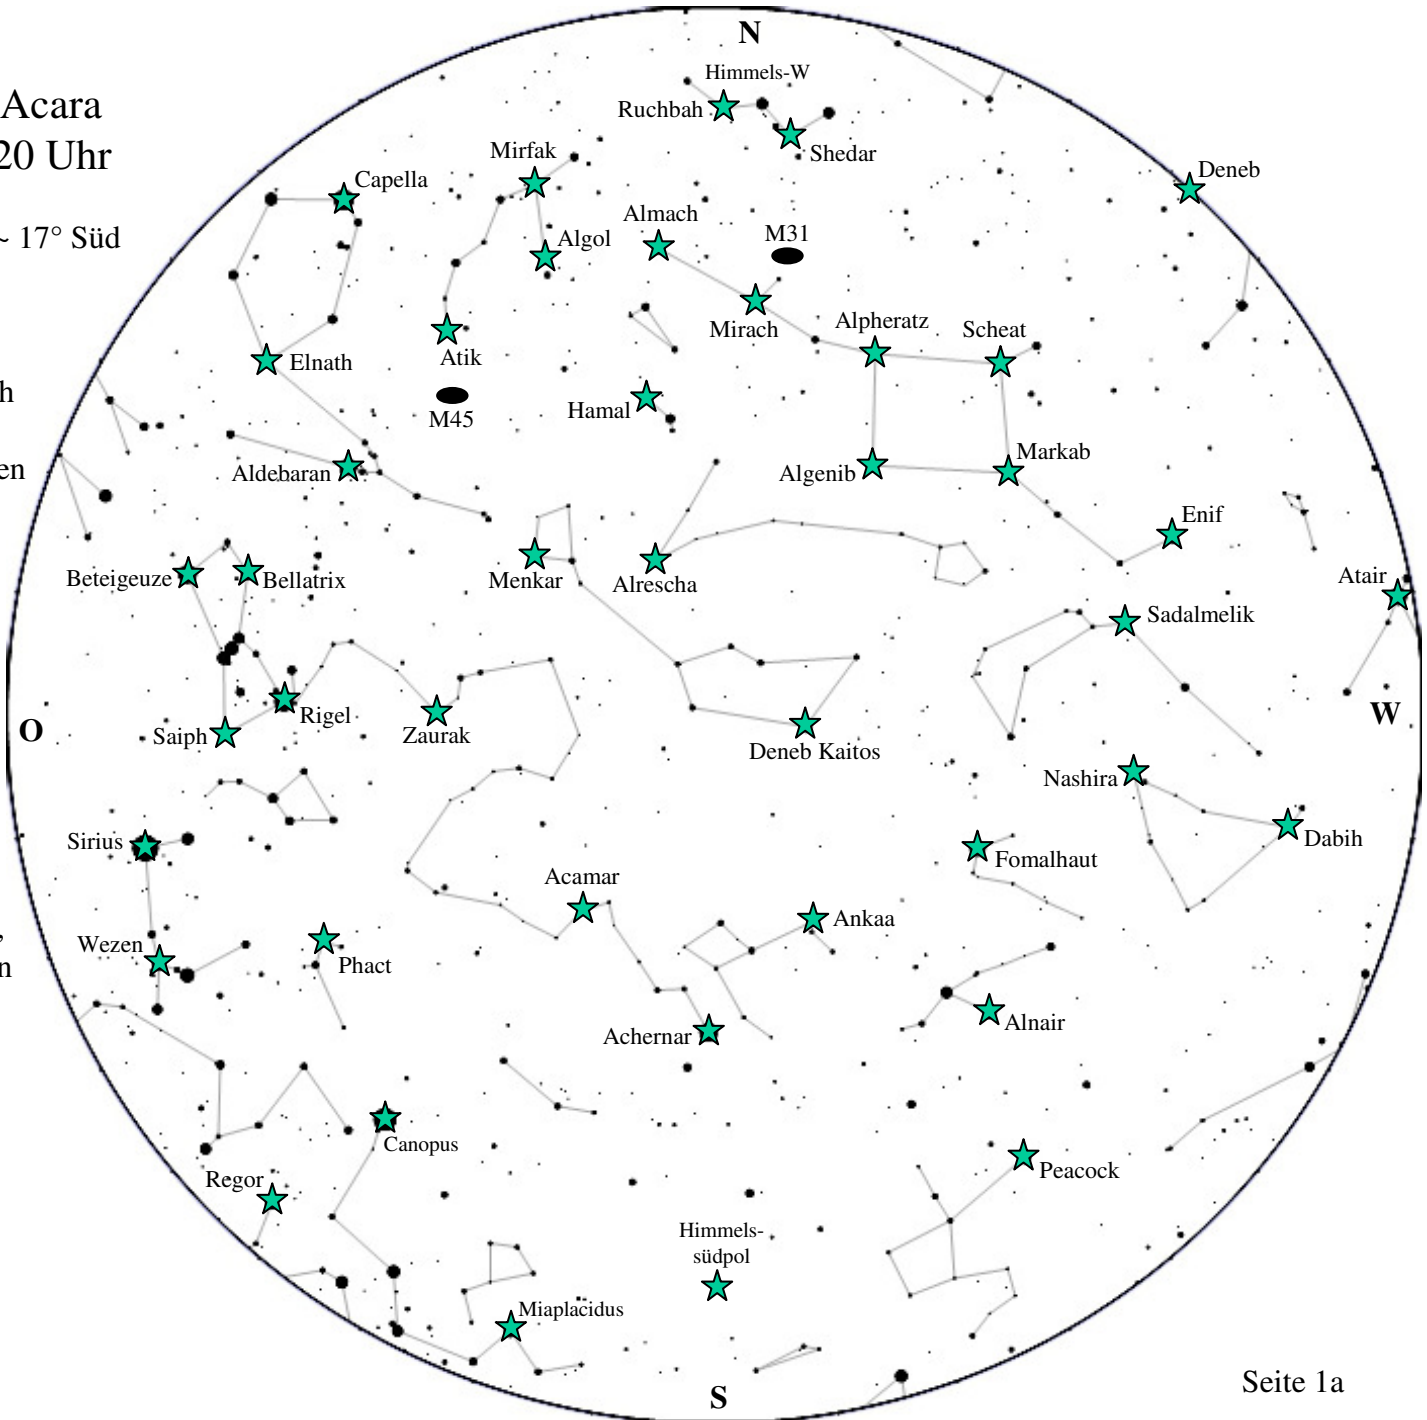 N
Himmels-W
Acara
Ruchbah
20 Uhr
Mirfak
Shedar
Deneb
Capella
Almach
~ 17° Süd
Algol
M31
Alpheratz
Mirach
Scheat
Atik
Elnath
h
Hamal
M45
Markab
en
Aldebaran
Algenib
Enif
Beteigeuze
Bellatrix
Menkar
Alrescha
Atair
Sadalmelik
Rigel
W
O
Saiph
Zaurak
Deneb Kaitos
Nashira
Sirius
Dabih
Fomalhaut
Acamar
Ankaa
,
Wezen
n
Phact
Alnair
Achernar
Canopus
Peacock
Regor
Himmels-
südpol
Miaplacidus
Seite 1a
S